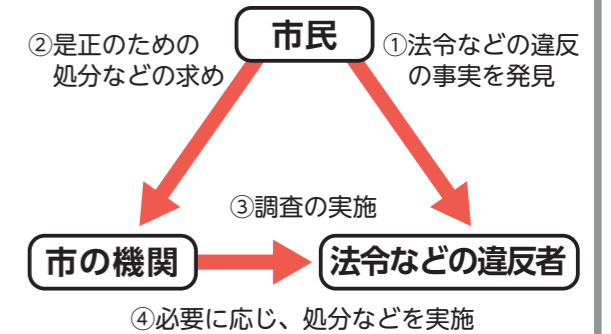 市民
②是正のための
処分などの求め
①法令などの違反
の事実を発見
③調査の実施
市の機関
法令などの違反者
④必要に応じ、処分などを実施